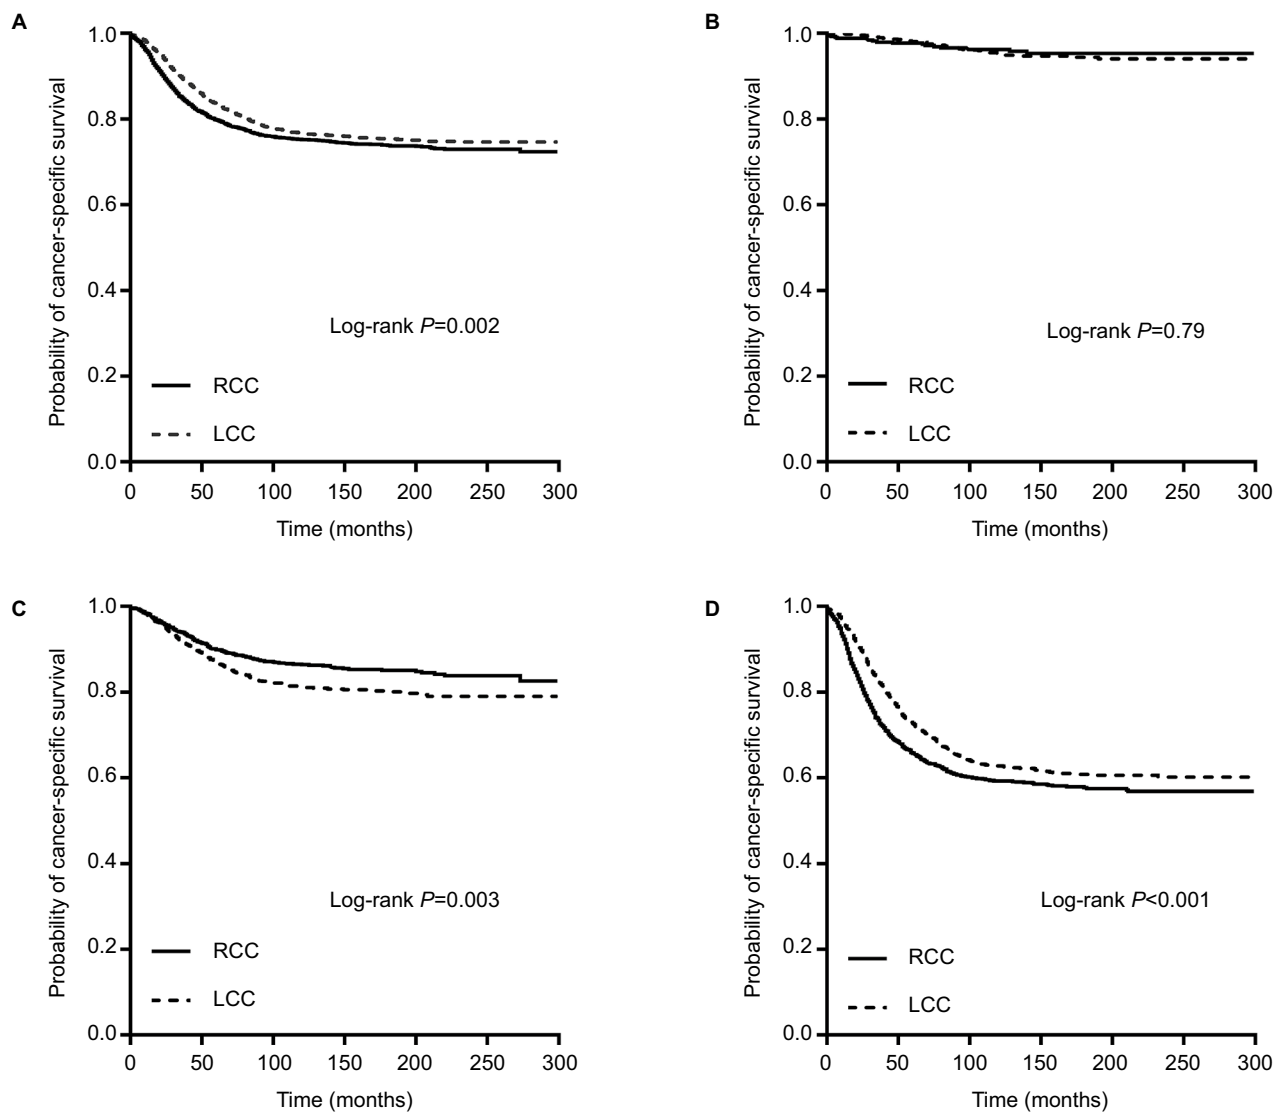 A
Probability of cancer-specific survival
1.0
0.8
0.6
0.4
0.2
0.0
Log-rank P=0.002
RCC
LCC
0 50 100 150 200 250 300
Time (months)
B
Probability of cancer-specific survival
1.0
0.8
0.6
0.4
0.2
0.0
Log-rank P=0.79
RCC
LCC
0 50 100 150 200 250 300
Time (months)
C
Probability of cancer-specific survival
1.0
0.8
0.6
0.4
0.2
0.0
Log-rank P=0.003
RCC
LCC
0 50 100 150 200 250 300
Time (months)
D
Probability of cancer-specific survival
1.0
0.8
0.6
0.4
0.2
0.0
Log-rank P<0.001
RCC
LCC
0 50 100 150 200 250 300
Time (months)